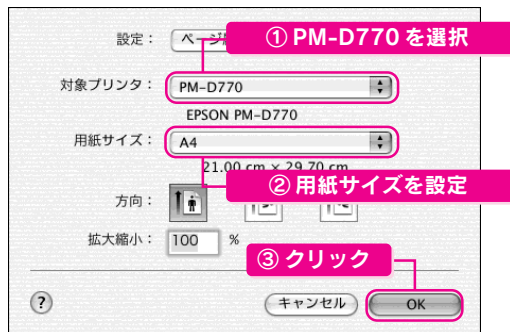 設定：
① PM-D770 を選択
対象プリンタ： PM-D770
EPSON PM-D770
用紙サイズ： A4
21.00 cm × 29.70 cm
② 用紙サイズを設定
方向：
拡大縮小： 100 %
③ クリック
? キャンセル OK